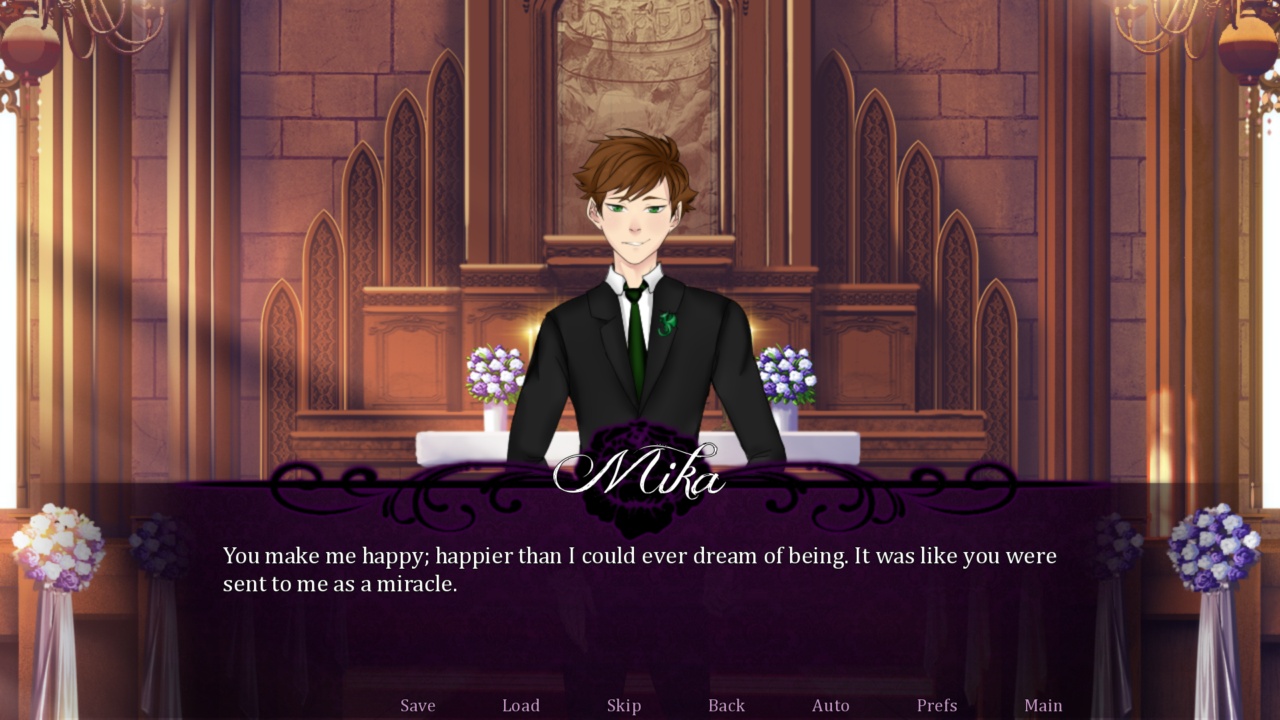 Mika
You make me happy; happier than I could ever dream of being. It was like you were
sent to me as a miracle.
Save Load Skip Back Auto Prefs Main